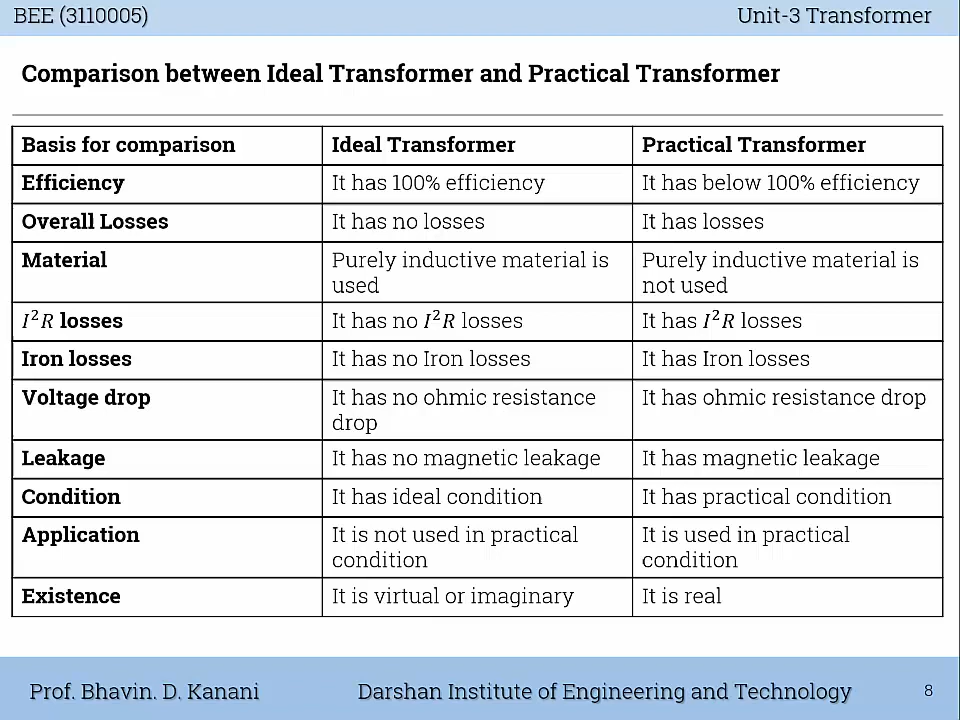 BEE (3110005) Unit-3 Transformer
Comparison between Ideal Transformer and Practical Transformer
Basis for comparison Ideal Transformer Practical Transformer
Efficiency It has 100% efficiency It has below 100% efficiency
Overall Losses It has no losses It has losses
Material Purely inductive material is Purely inductive material is
used not used
𝐼²𝑅 losses It has no 𝐼²𝑅 losses It has 𝐼²𝑅 losses
Iron losses It has no Iron losses It has Iron losses
Voltage drop It has no ohmic resistance It has ohmic resistance drop
drop
Leakage It has no magnetic leakage It has magnetic leakage
Condition It has ideal condition It has practical condition
Application It is not used in practical It is used in practical
condition condition
Existence It is virtual or imaginary It is real
Prof. Bhavin. D. Kanani Darshan Institute of Engineering and Technology 8